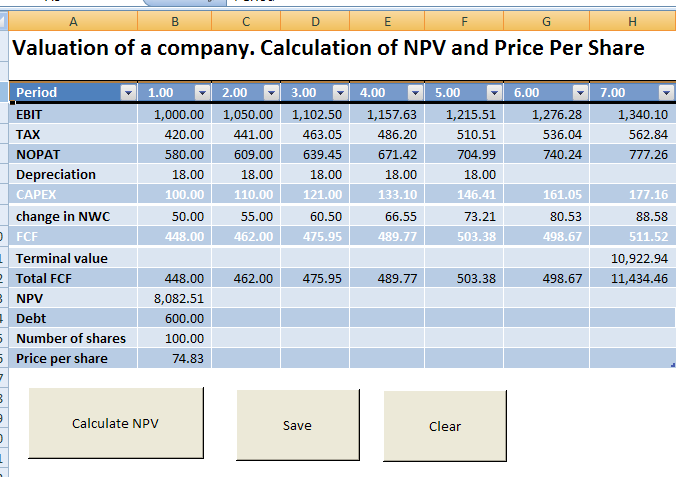 A B C D E F G H
Valuation of a company. Calculation of NPV and Price Per Share
Period 1.00 2.00 3.00 4.00 5.00 6.00 7.00
EBIT 1,000.00 1,050.00 1,102.50 1,157.63 1,215.51 1,276.28 1,340.10
TAX 420.00 441.00 463.05 486.20 510.51 536.04 562.84
NOPAT 580.00 609.00 639.45 671.42 704.99 740.24 777.26
Depreciation 18.00 18.00 18.00 18.00 18.00
CAPEX 100.00 110.00 121.00 133.10 146.41 161.05 177.16
change in NWC 50.00 55.00 60.50 66.55 73.21 80.53 88.58
FCF 448.00 462.00 475.95 489.77 503.38 498.67 511.52
Terminal value 10,922.94
Total FCF 448.00 462.00 475.95 489.77 503.38 498.67 11,434.46
NPV 8,082.51
Debt 600.00
Number of shares 100.00
Price per share 74.83
Calculate NPV Save Clear